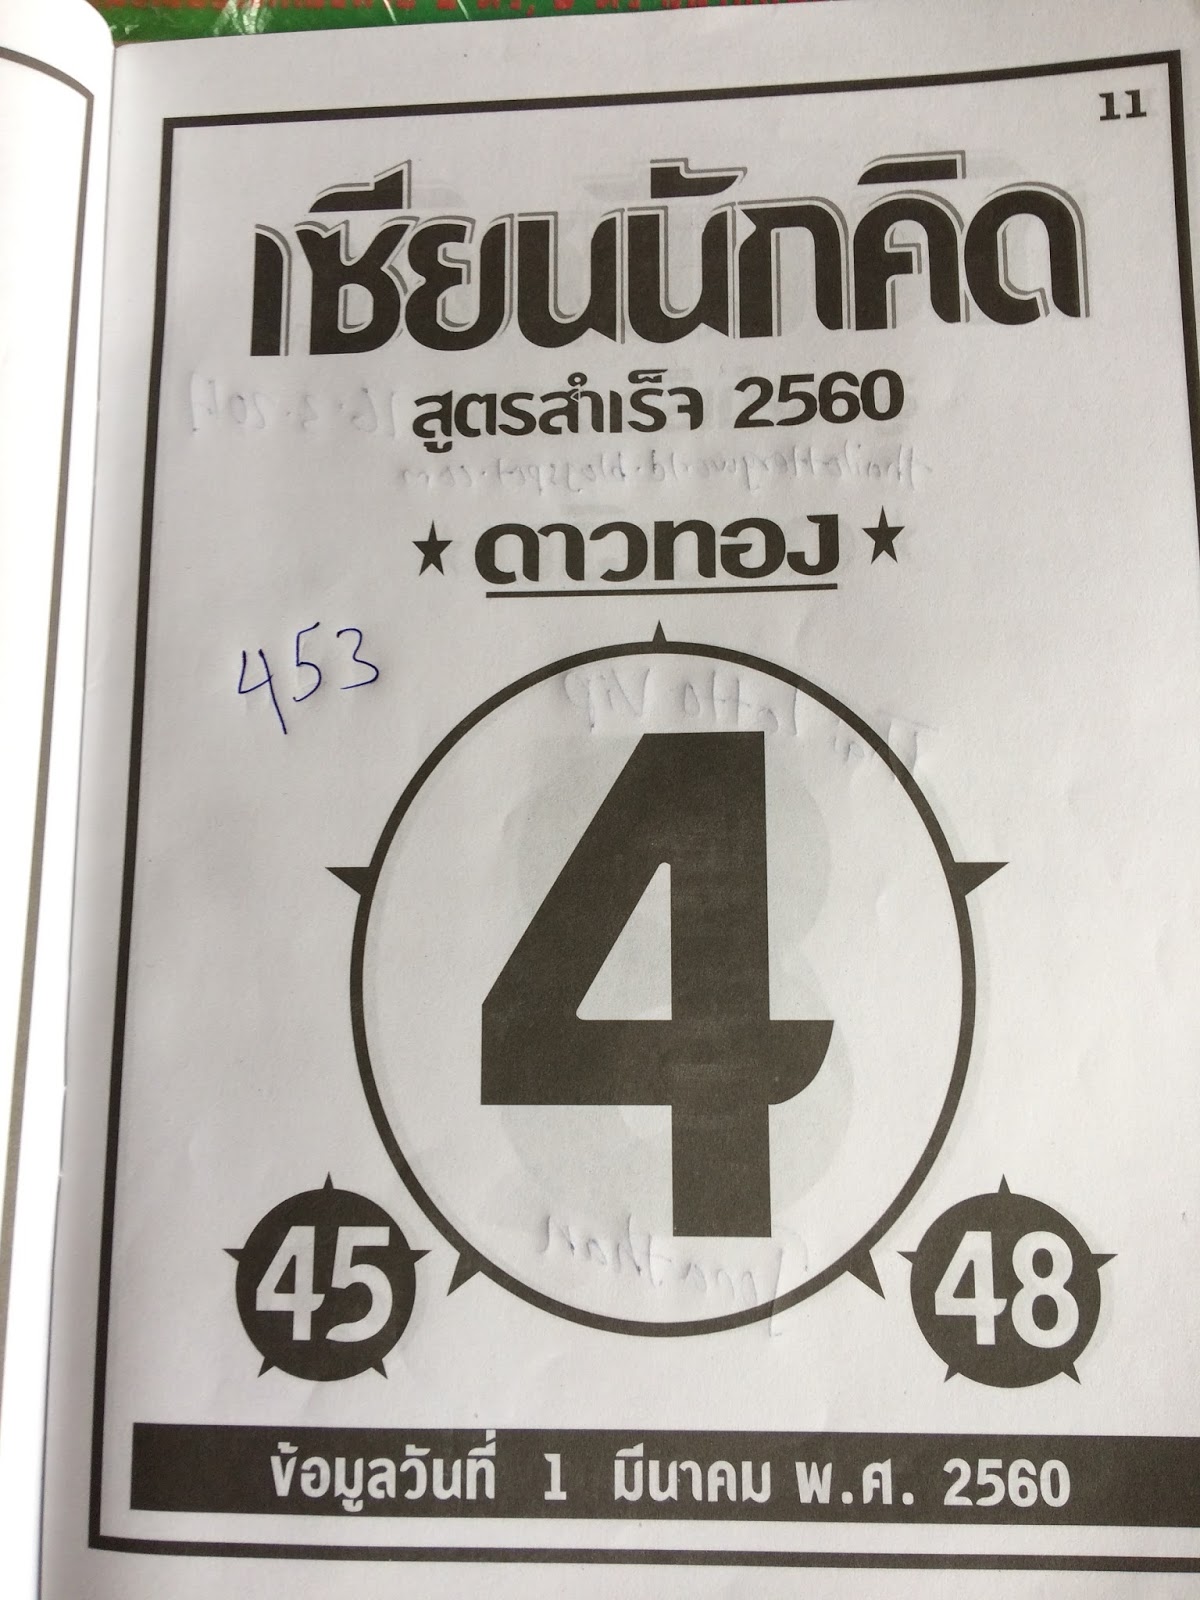 11
เซียนนักคิด
สูตรสำเร็จ 2560
★ ดาวทอง ★
453
4
45
48
ข้อมูลวันที่ 1 มีนาคม พ.ศ. 2560